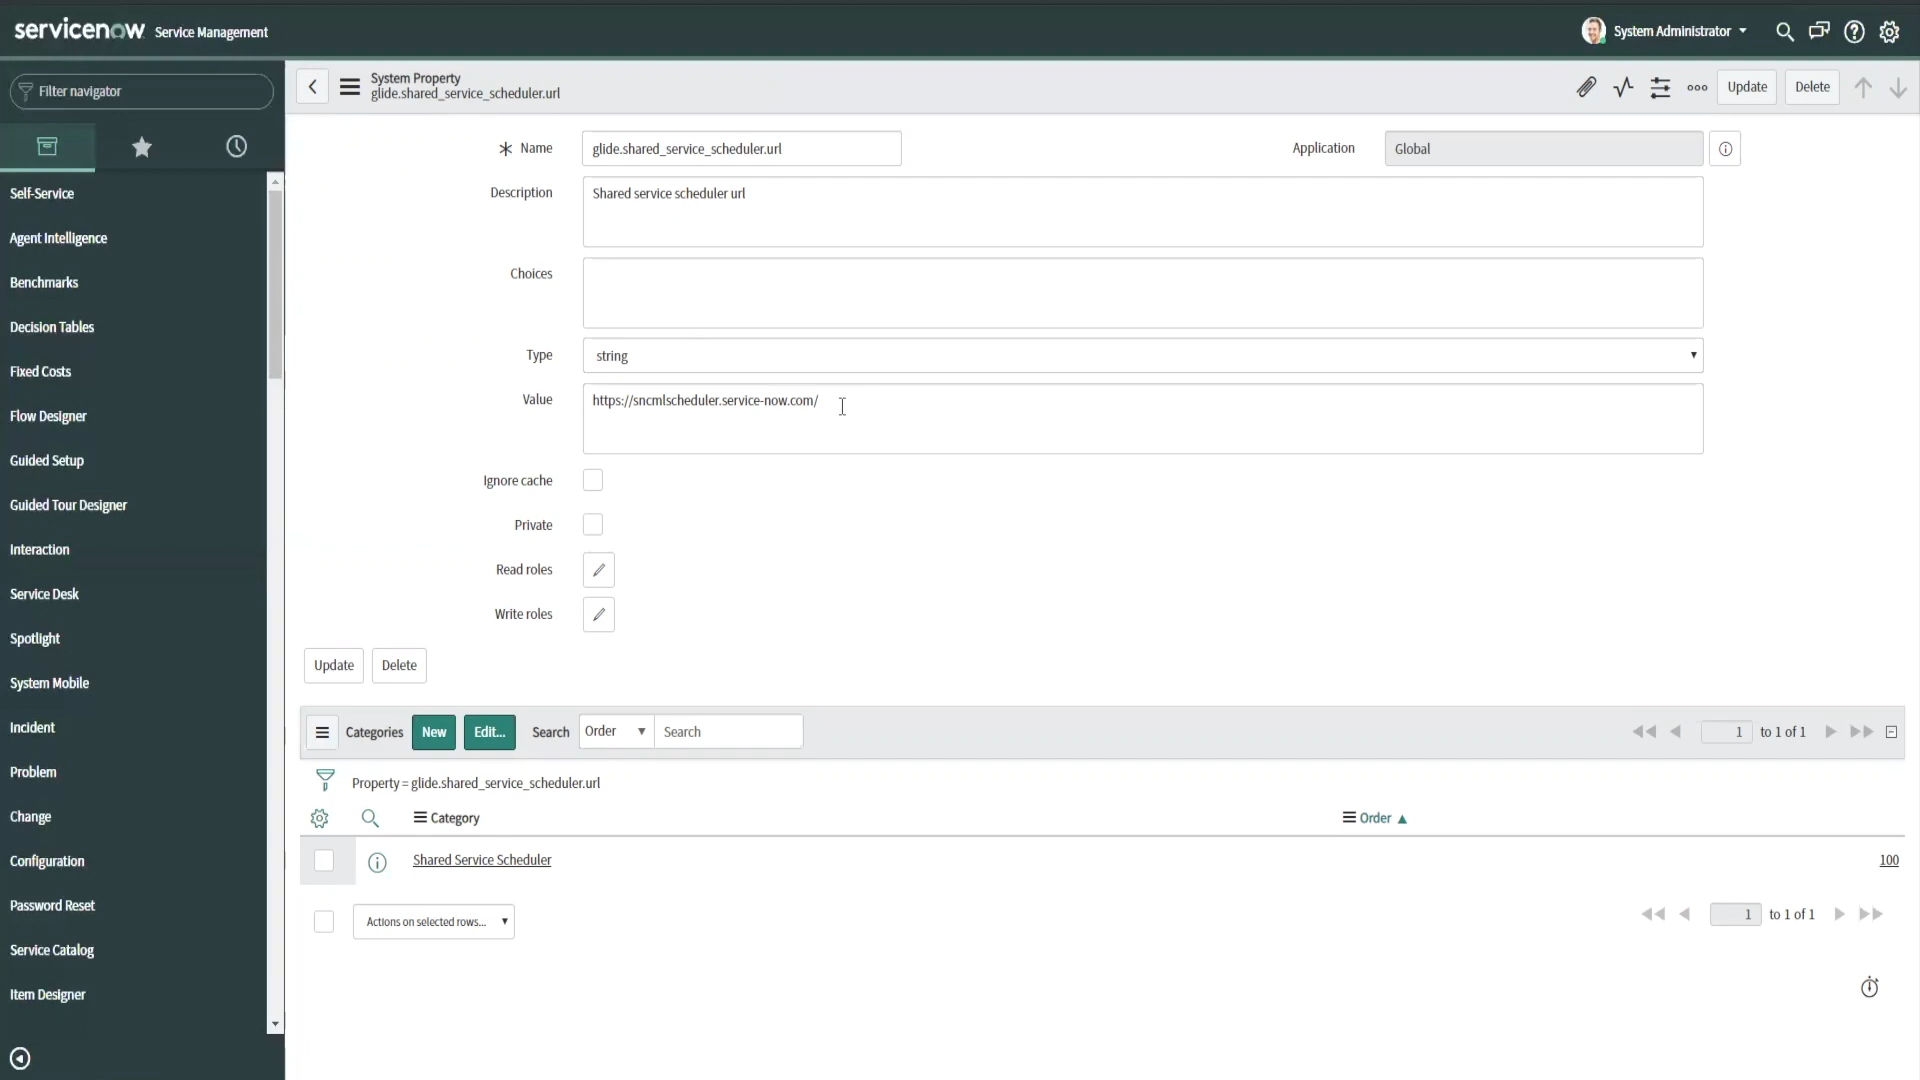 servicenow Service Management
System Administrator
Filter navigator
System Property
glide.shared_service_scheduler.url
Update Delete
Self-Service
Agent Intelligence
Benchmarks
Decision Tables
Fixed Costs
Flow Designer
Guided Setup
Guided Tour Designer
Interaction
Service Desk
Spotlight
System Mobile
Incident
Problem
Change
Configuration
Password Reset
Service Catalog
Item Designer
Name glide.shared_service_scheduler.url Application Global
Description Shared service scheduler url
Choices
Type string
Value https://sncmlscheduler.service-now.com/
Ignore cache
Private
Read roles
Write roles
Update Delete
Categories New Edit... Search Order Search 1 to 1 of 1
Property = glide.shared_service_scheduler.url
Category Order
Shared Service Scheduler 100
Actions on selected rows... 1 to 1 of 1